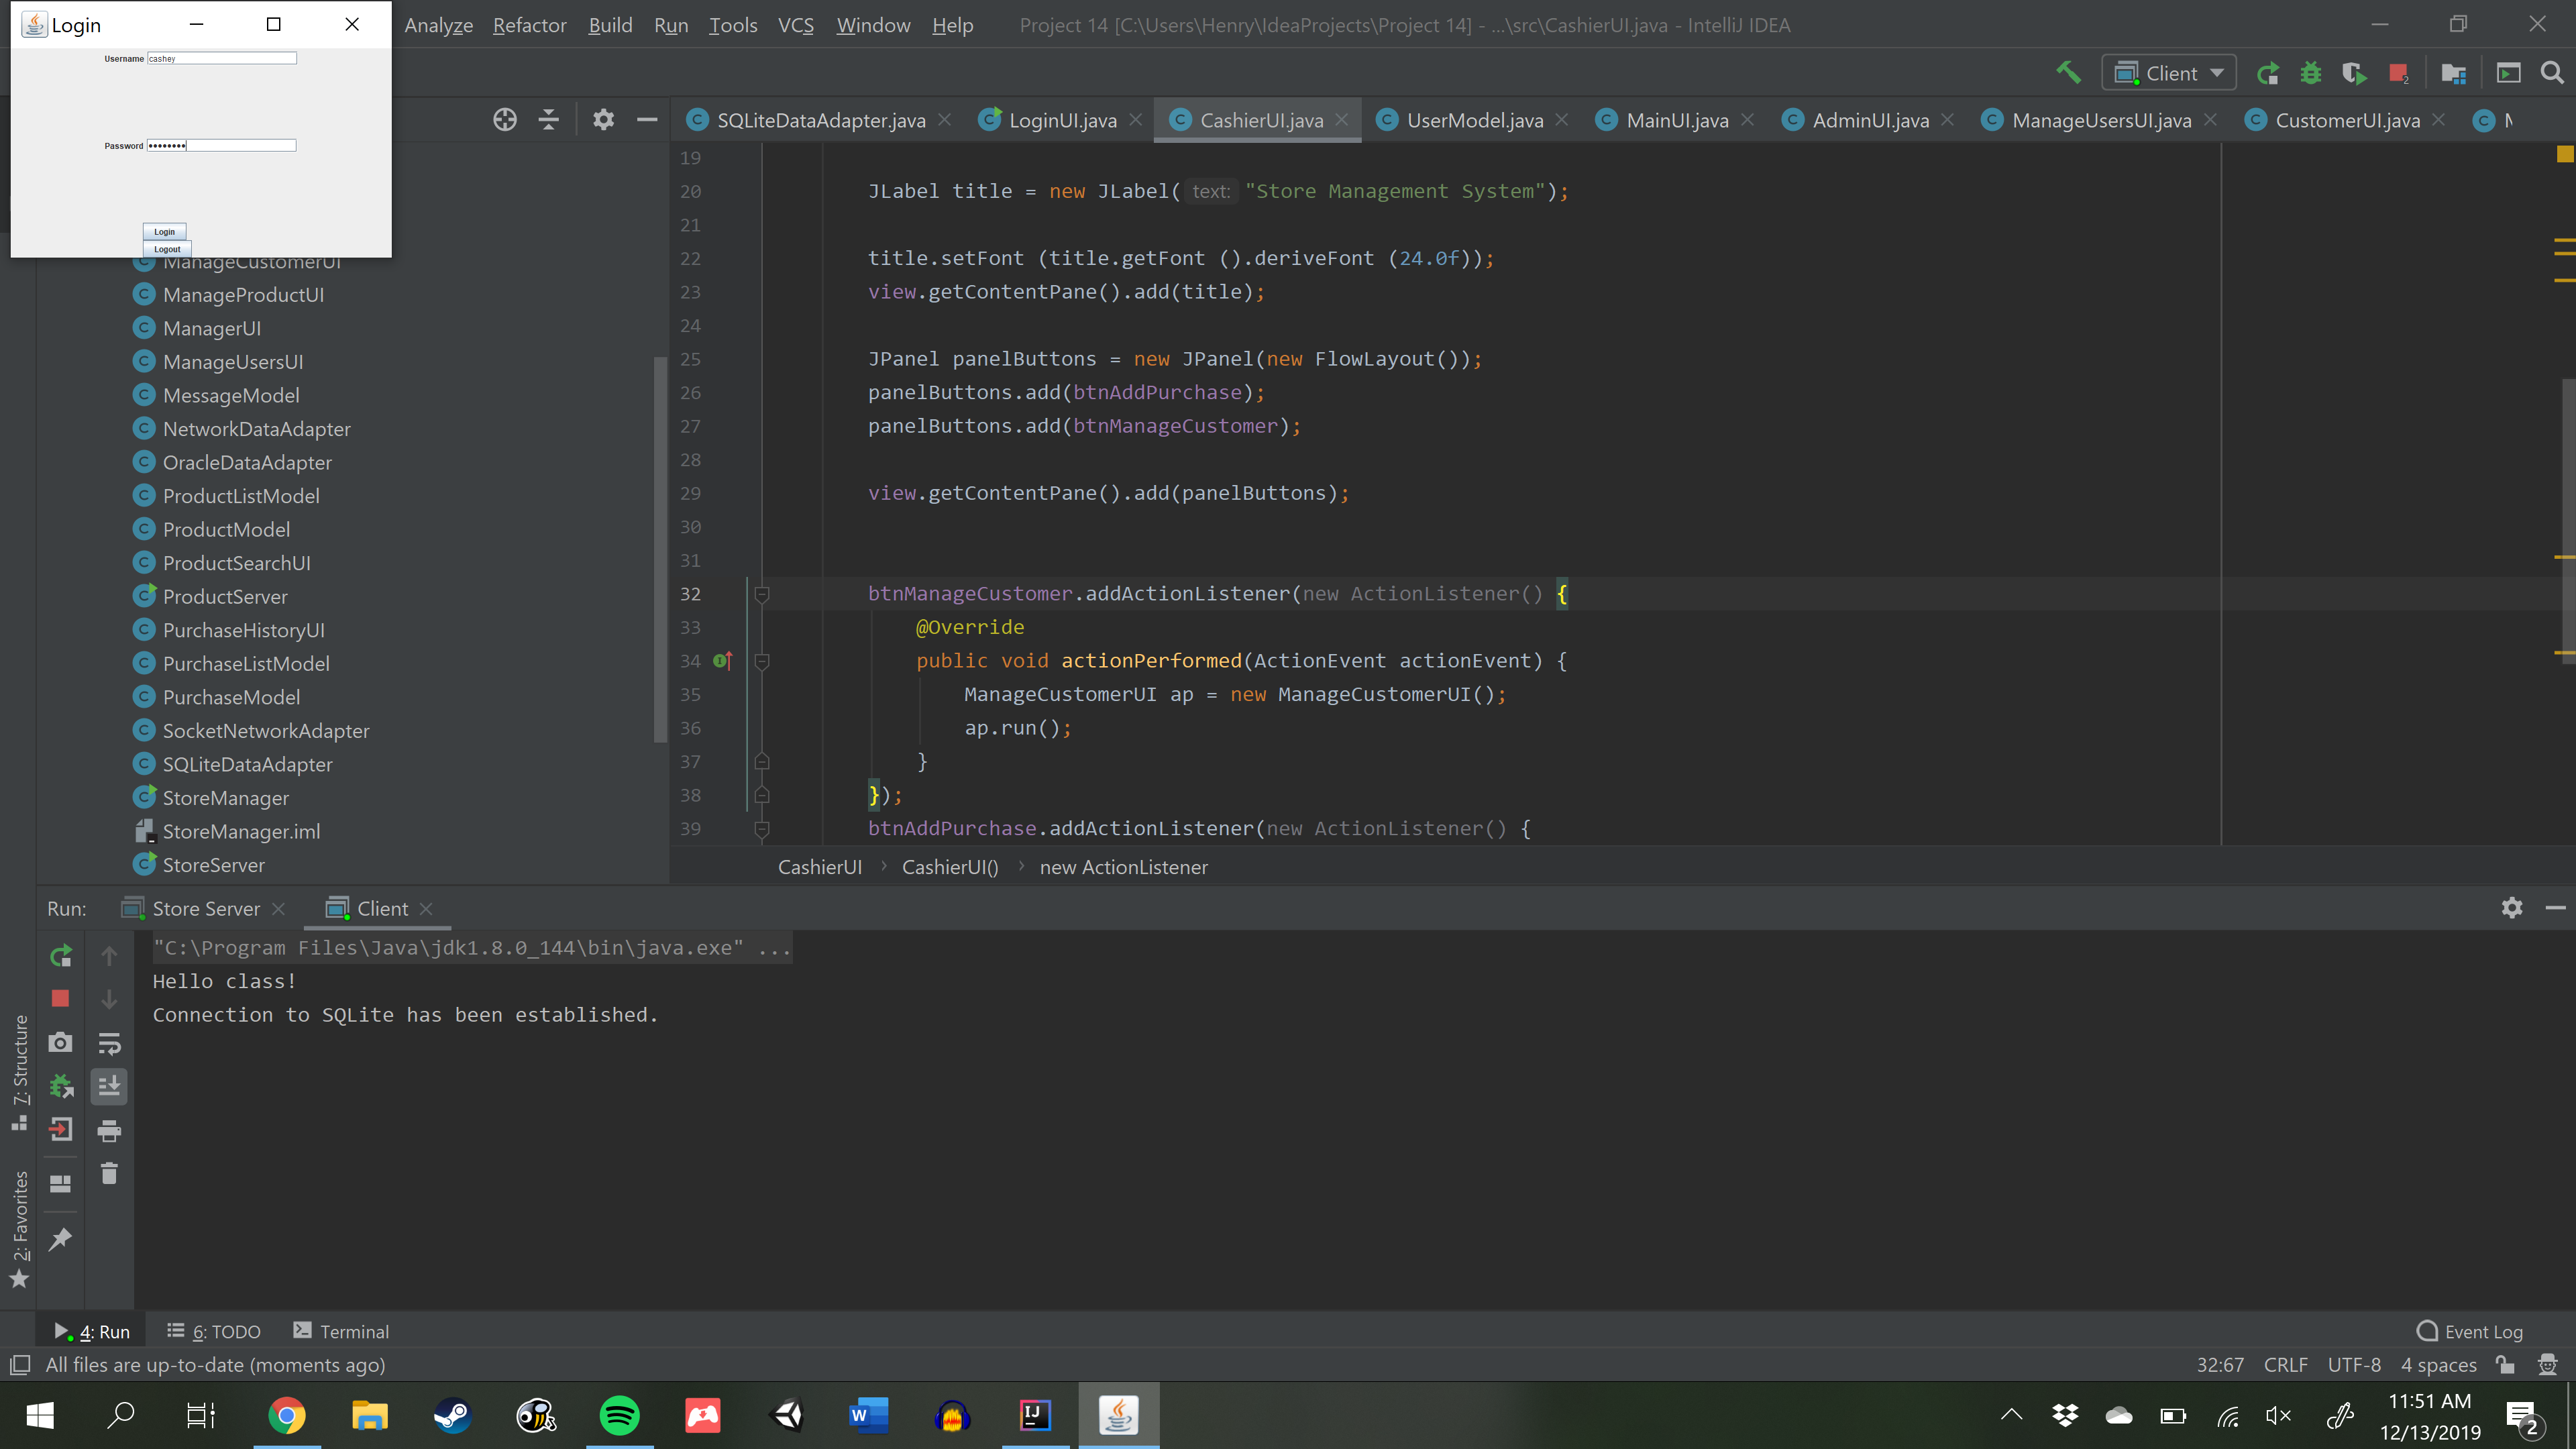 Login
Username cashey
Password ••••••••
Login
Logout
Analyze Refactor Build Run Tools VCS Window Help Project 14 [C:\Users\Henry\IdeaProjects\Project 14] - ...\src\CashierUI.java - IntelliJ IDEA
Client
2
SQLiteDataAdapter.java LoginUI.java CashierUI.java UserModel.java MainUI.java AdminUI.java ManageUsersUI.java CustomerUI.java
ManageCustomerUI
ManageProductUI
ManagerUI
ManageUsersUI
MessageModel
NetworkDataAdapter
OracleDataAdapter
ProductListModel
ProductModel
ProductSearchUI
ProductServer
PurchaseHistoryUI
PurchaseListModel
PurchaseModel
SocketNetworkAdapter
SQLiteDataAdapter
StoreManager
StoreManager.iml
StoreServer
19
20 JLabel title = new JLabel( text: "Store Management System");
21
22 title.setFont (title.getFont ().deriveFont (24.0f));
23 view.getContentPane().add(title);
24
25 JPanel panelButtons = new JPanel(new FlowLayout());
26 panelButtons.add(btnAddPurchase);
27 panelButtons.add(btnManageCustomer);
28
29 view.getContentPane().add(panelButtons);
30
31
32 btnManageCustomer.addActionListener(new ActionListener() {
33 @Override
34 public void actionPerformed(ActionEvent actionEvent) {
35 ManageCustomerUI ap = new ManageCustomerUI();
36 ap.run();
37 }
38 });
39 btnAddPurchase.addActionListener(new ActionListener() {
CashierUI › CashierUI() › new ActionListener
Run: Store Server Client
"C:\Program Files\Java\jdk1.8.0_144\bin\java.exe" ...
Hello class!
Connection to SQLite has been established.
7: Structure
2: Favorites
4: Run 6: TODO Terminal Event Log
All files are up-to-date (moments ago) 32:67 CRLF UTF-8 4 spaces
11:51 AM
12/13/2019
2